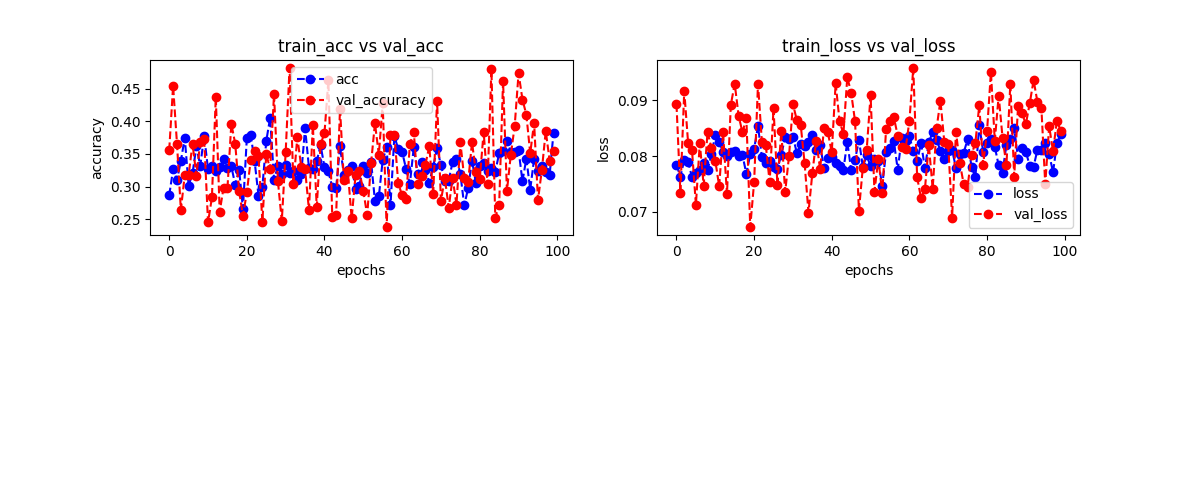 train_acc vs val_acc
train_loss vs val_loss
accuracy
0.45
0.40
0.35
0.30
0.25
acc
val_accuracy
0
20
40
60
80
100
epochs
loss
0.09
0.08
0.07
loss
val_loss
0
20
40
60
80
100
epochs